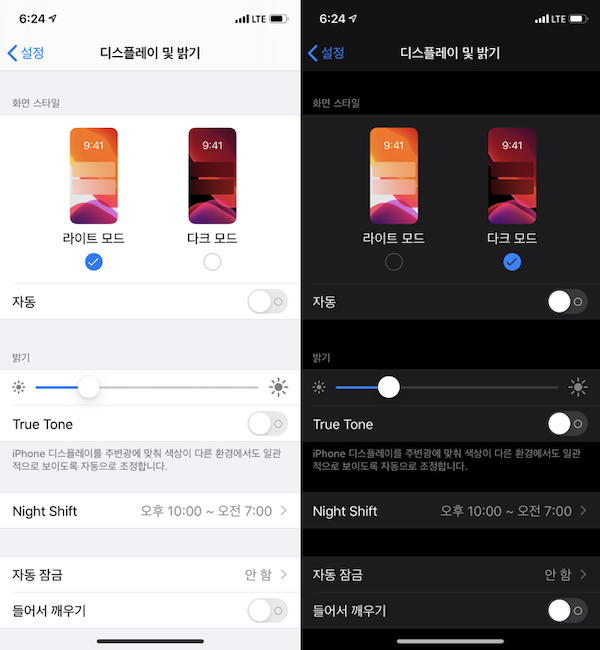 6:24 LTE
설정 디스플레이 및 밝기
화면 스타일
9:41 9:41
라이트 모드 다크 모드
자동
밝기
True Tone
iPhone 디스플레이를 주변광에 맞춰 색상이 다른 환경에서도 일관
적으로 보이도록 자동으로 조정합니다.
Night Shift 오후 10:00 ~ 오전 7:00
자동 잠금 안 함
들어서 깨우기
6:24 LTE
설정 디스플레이 및 밝기
화면 스타일
9:41 9:41
라이트 모드 다크 모드
자동
밝기
True Tone
iPhone 디스플레이를 주변광에 맞춰 색상이 다른 환경에서도 일관
적으로 보이도록 자동으로 조정합니다.
Night Shift 오후 10:00 ~ 오전 7:00
자동 잠금 안 함
들어서 깨우기